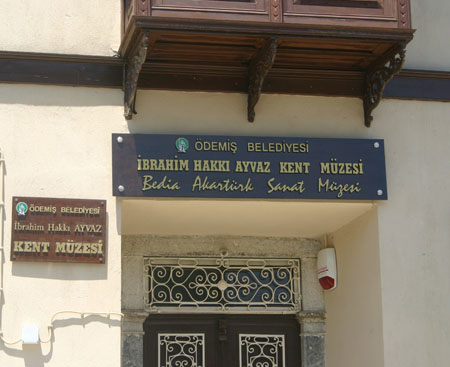 ÖDEMİŞ BELEDİYESİ
İBRAHİM HAKKI AYVAZ KENT MÜZESİ
Bedia Akartürk Sanat Müzesi
ÖDEMİŞ BELEDİYESİ
İbrahim Hakkı AYVAZ
KENT MÜZESİ